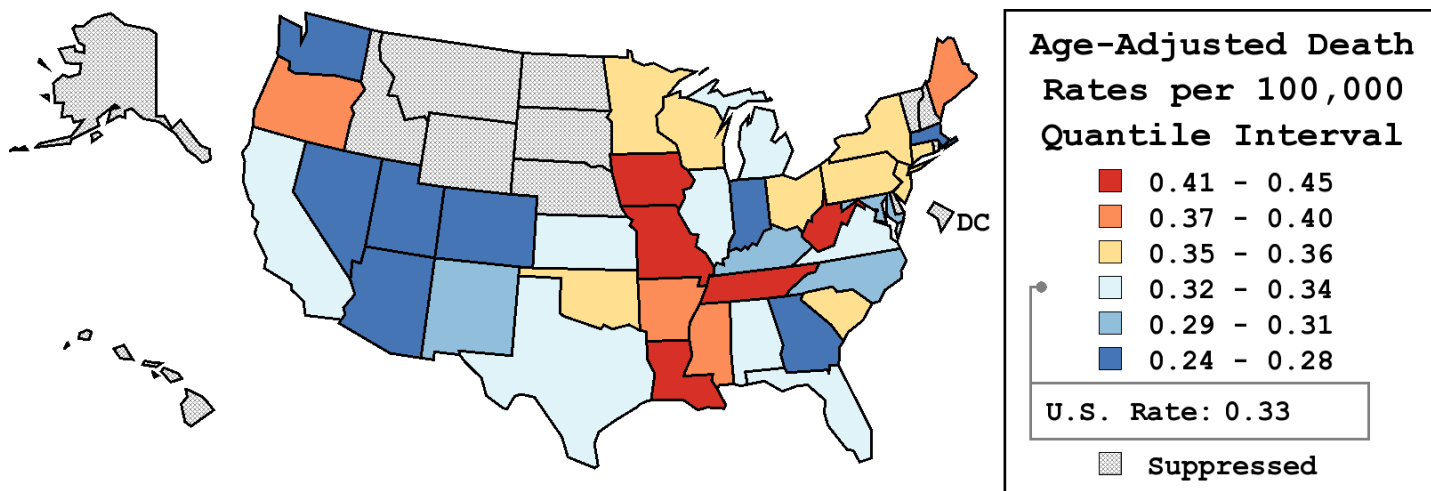 Age-Adjusted Death
Rates per 100,000
Quantile Interval
0.41 - 0.45
0.37 - 0.40
0.35 - 0.36
0.32 - 0.34
0.29 - 0.31
0.24 - 0.28
U.S. Rate: 0.33
Suppressed
DC